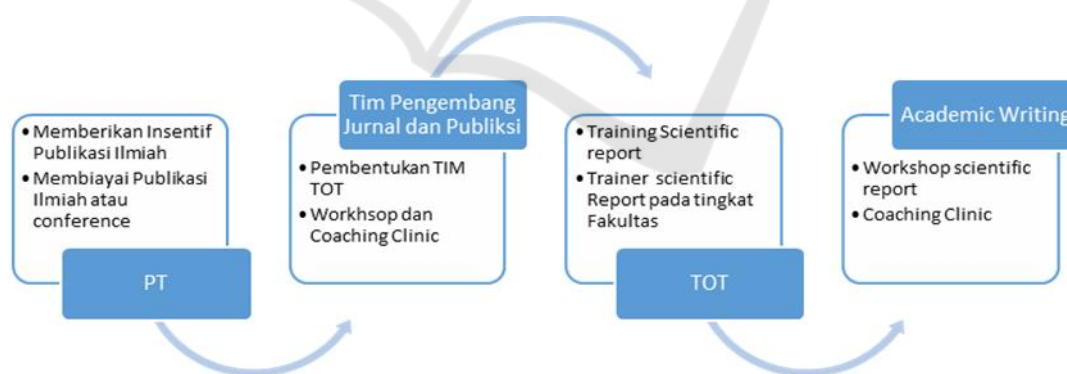 • Memberikan Insentif
Publikasi Ilmiah
• Membiayai Publikasi
Ilmiah atau
conference
PT
Tim Pengembang
Jurnal dan Publiksi
• Pembentukan TIM
TOT
• Workhsop dan
Coaching Clinic
• Training Scientific
report
• Trainer scientific
Report pada tingkat
Fakultas
TOT
Academic Writing
• Workshop scientific
report
• Coaching Clinic